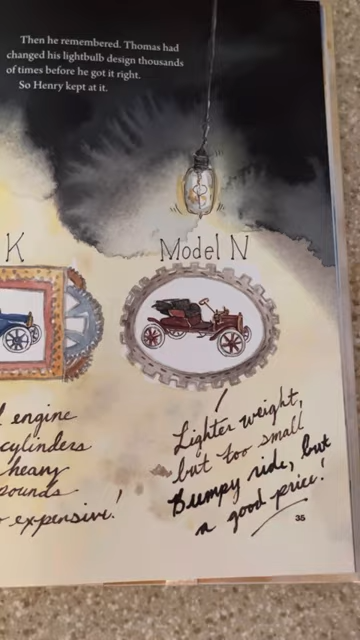 Then he remembered. Thomas had
changed his lightbulb design thousands
of times before he got it right.
So Henry kept at it.
K
Model N
engine
cylinders
heavy
pounds
expensive!
Lighter weight,
but too small
Bumpy ride, but
a good price!
35